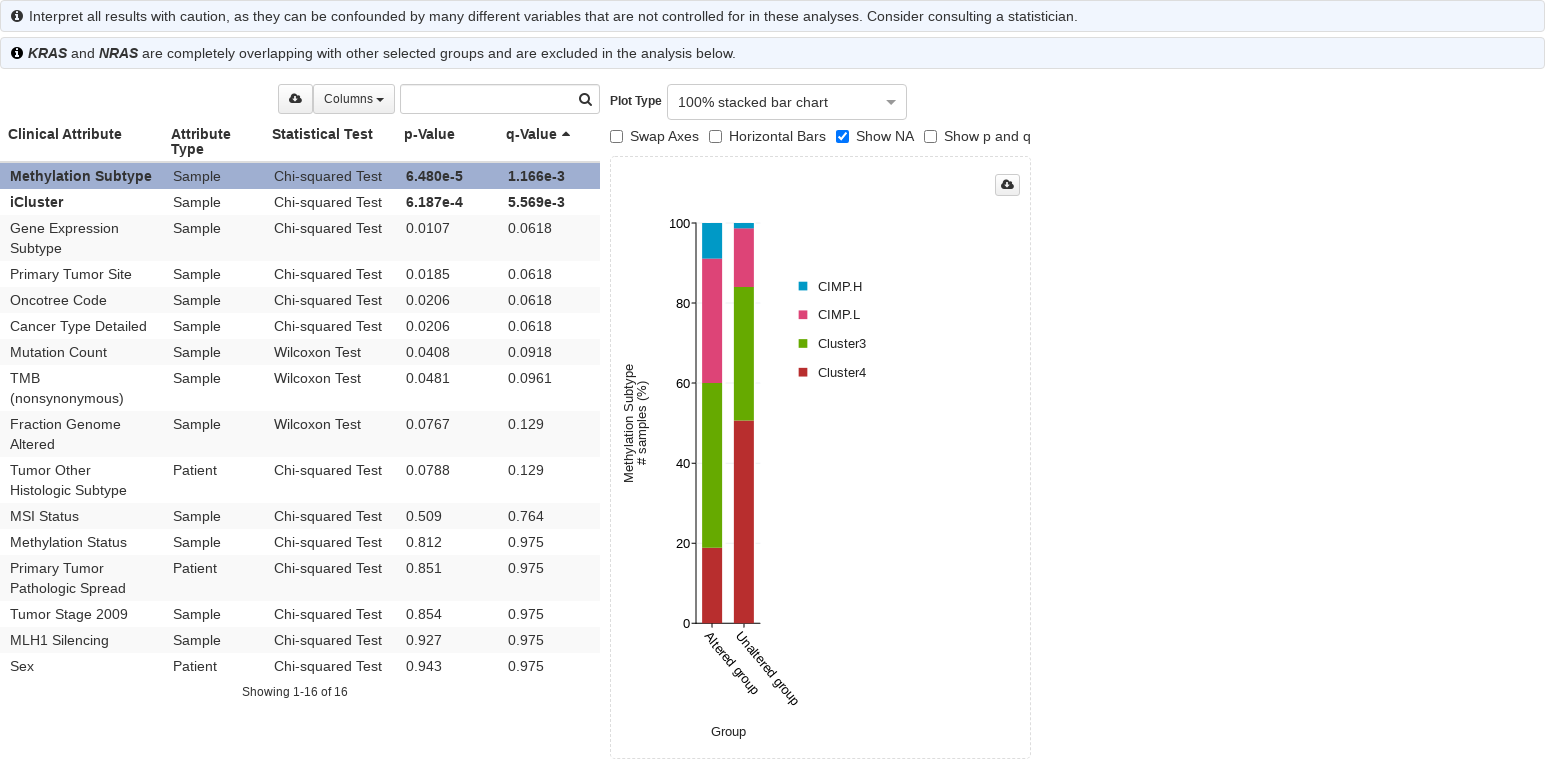 Interpret all results with caution, as they can be confounded by many different variables that are not controlled for in these analyses. Consider consulting a statistician.
KRAS and NRAS are completely overlapping with other selected groups and are excluded in the analysis below.
Columns
Plot Type 100% stacked bar chart
Swap Axes Horizontal Bars Show NA Show p and q
Clinical Attribute Attribute Type Statistical Test p-Value q-Value
Methylation Subtype Sample Chi-squared Test 6.480e-5 1.166e-3
iCluster Sample Chi-squared Test 6.187e-4 5.569e-3
Gene Expression Subtype Sample Chi-squared Test 0.0107 0.0618
Primary Tumor Site Sample Chi-squared Test 0.0185 0.0618
Oncotree Code Sample Chi-squared Test 0.0206 0.0618
Cancer Type Detailed Sample Chi-squared Test 0.0206 0.0618
Mutation Count Sample Wilcoxon Test 0.0408 0.0918
TMB (nonsynonymous) Sample Wilcoxon Test 0.0481 0.0961
Fraction Genome Altered Sample Wilcoxon Test 0.0767 0.129
Tumor Other Histologic Subtype Patient Chi-squared Test 0.0788 0.129
MSI Status Sample Chi-squared Test 0.509 0.764
Methylation Status Sample Chi-squared Test 0.812 0.975
Primary Tumor Pathologic Spread Patient Chi-squared Test 0.851 0.975
Tumor Stage 2009 Sample Chi-squared Test 0.854 0.975
MLH1 Silencing Sample Chi-squared Test 0.927 0.975
Sex Patient Chi-squared Test 0.943 0.975
Showing 1-16 of 16
Methylation Subtype
# samples (%)
100
80
60
40
20
0
CIMP.H
CIMP.L
Cluster3
Cluster4
Altered group
Unaltered group
Group